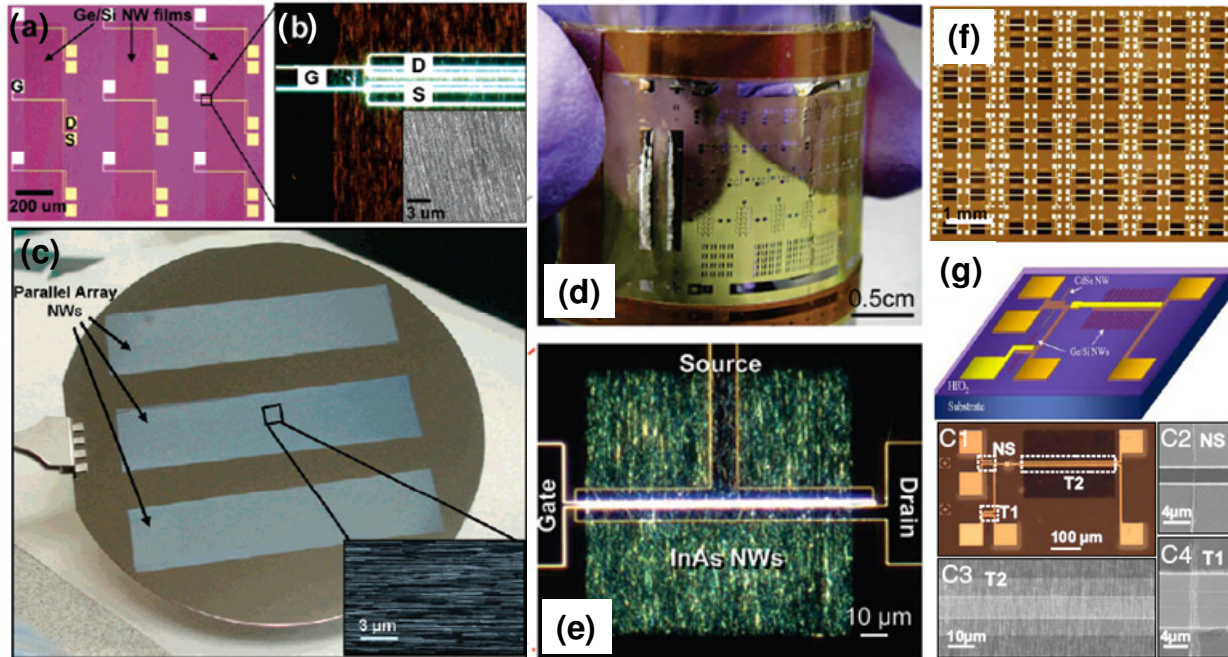 (a)
Ge/Si NW films
G
D
S
200 um
(b)
G
D
S
3 um
(c)
Parallel Array
NWs
3 µm
(d)
0.5cm
Source
Gate
Drain
InAs NWs
(e)
10 µm
(f)
1 mm
(g)
CdSe NW
Ge/Si NWs
HfO₂
Substrate
C1
NS
T2
T1
100 µm
C2
NS
4µm
C3
T2
10µm
C4
T1
4µm